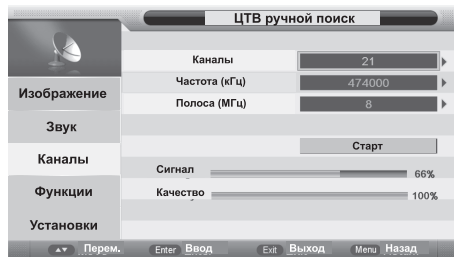 ЦТВ ручной поиск
Каналы 21
Частота (кГц) 474000
Полоса (МГц) 8
Старт
Сигнал 66%
Качество 100%
Изображение
Звук
Каналы
Функции
Установки
Перем. Enter Ввод Exit Выход Menu Назад